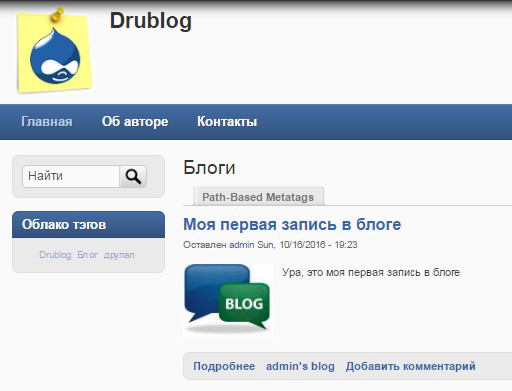 Drublog
Главная Об авторе Контакты
Найти
Облако тэгов
Drublog Блог друпал
Блоги
Path-Based Metatags
Моя первая запись в блоге
Оставлен admin Sun, 10/16/2016 - 19:23
BLOG
Ура, это моя первая запись в блоге
Подробнее admin's blog Добавить комментарий